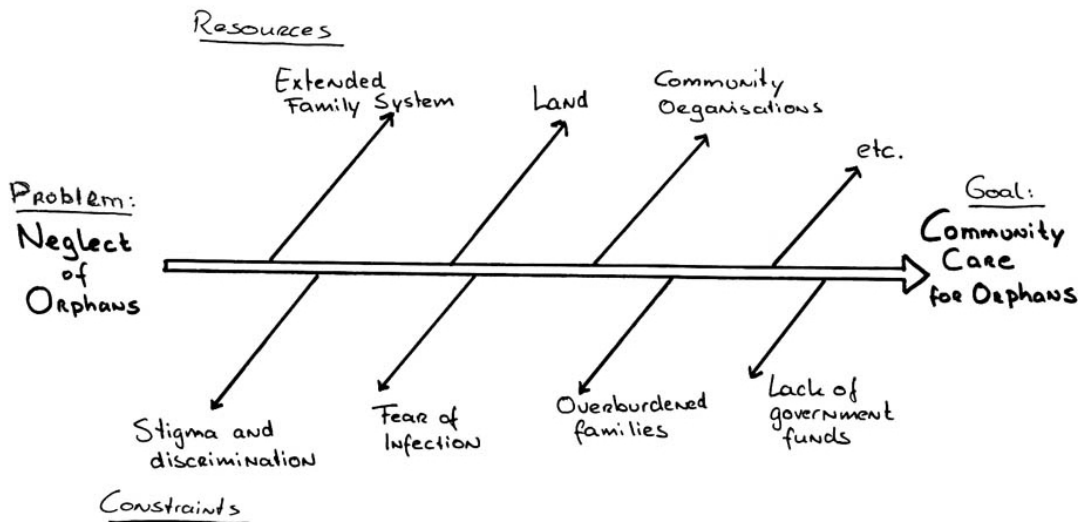 Resources
Extended
Family System
Land
Community
Organisations
etc.
Problem:
Neglect
of
Orphans
Goal:
Community
Care
for Orphans
Stigma and
discrimination
Fear of
Infection
Overburdened
families
Lack of
government
funds
Constraints